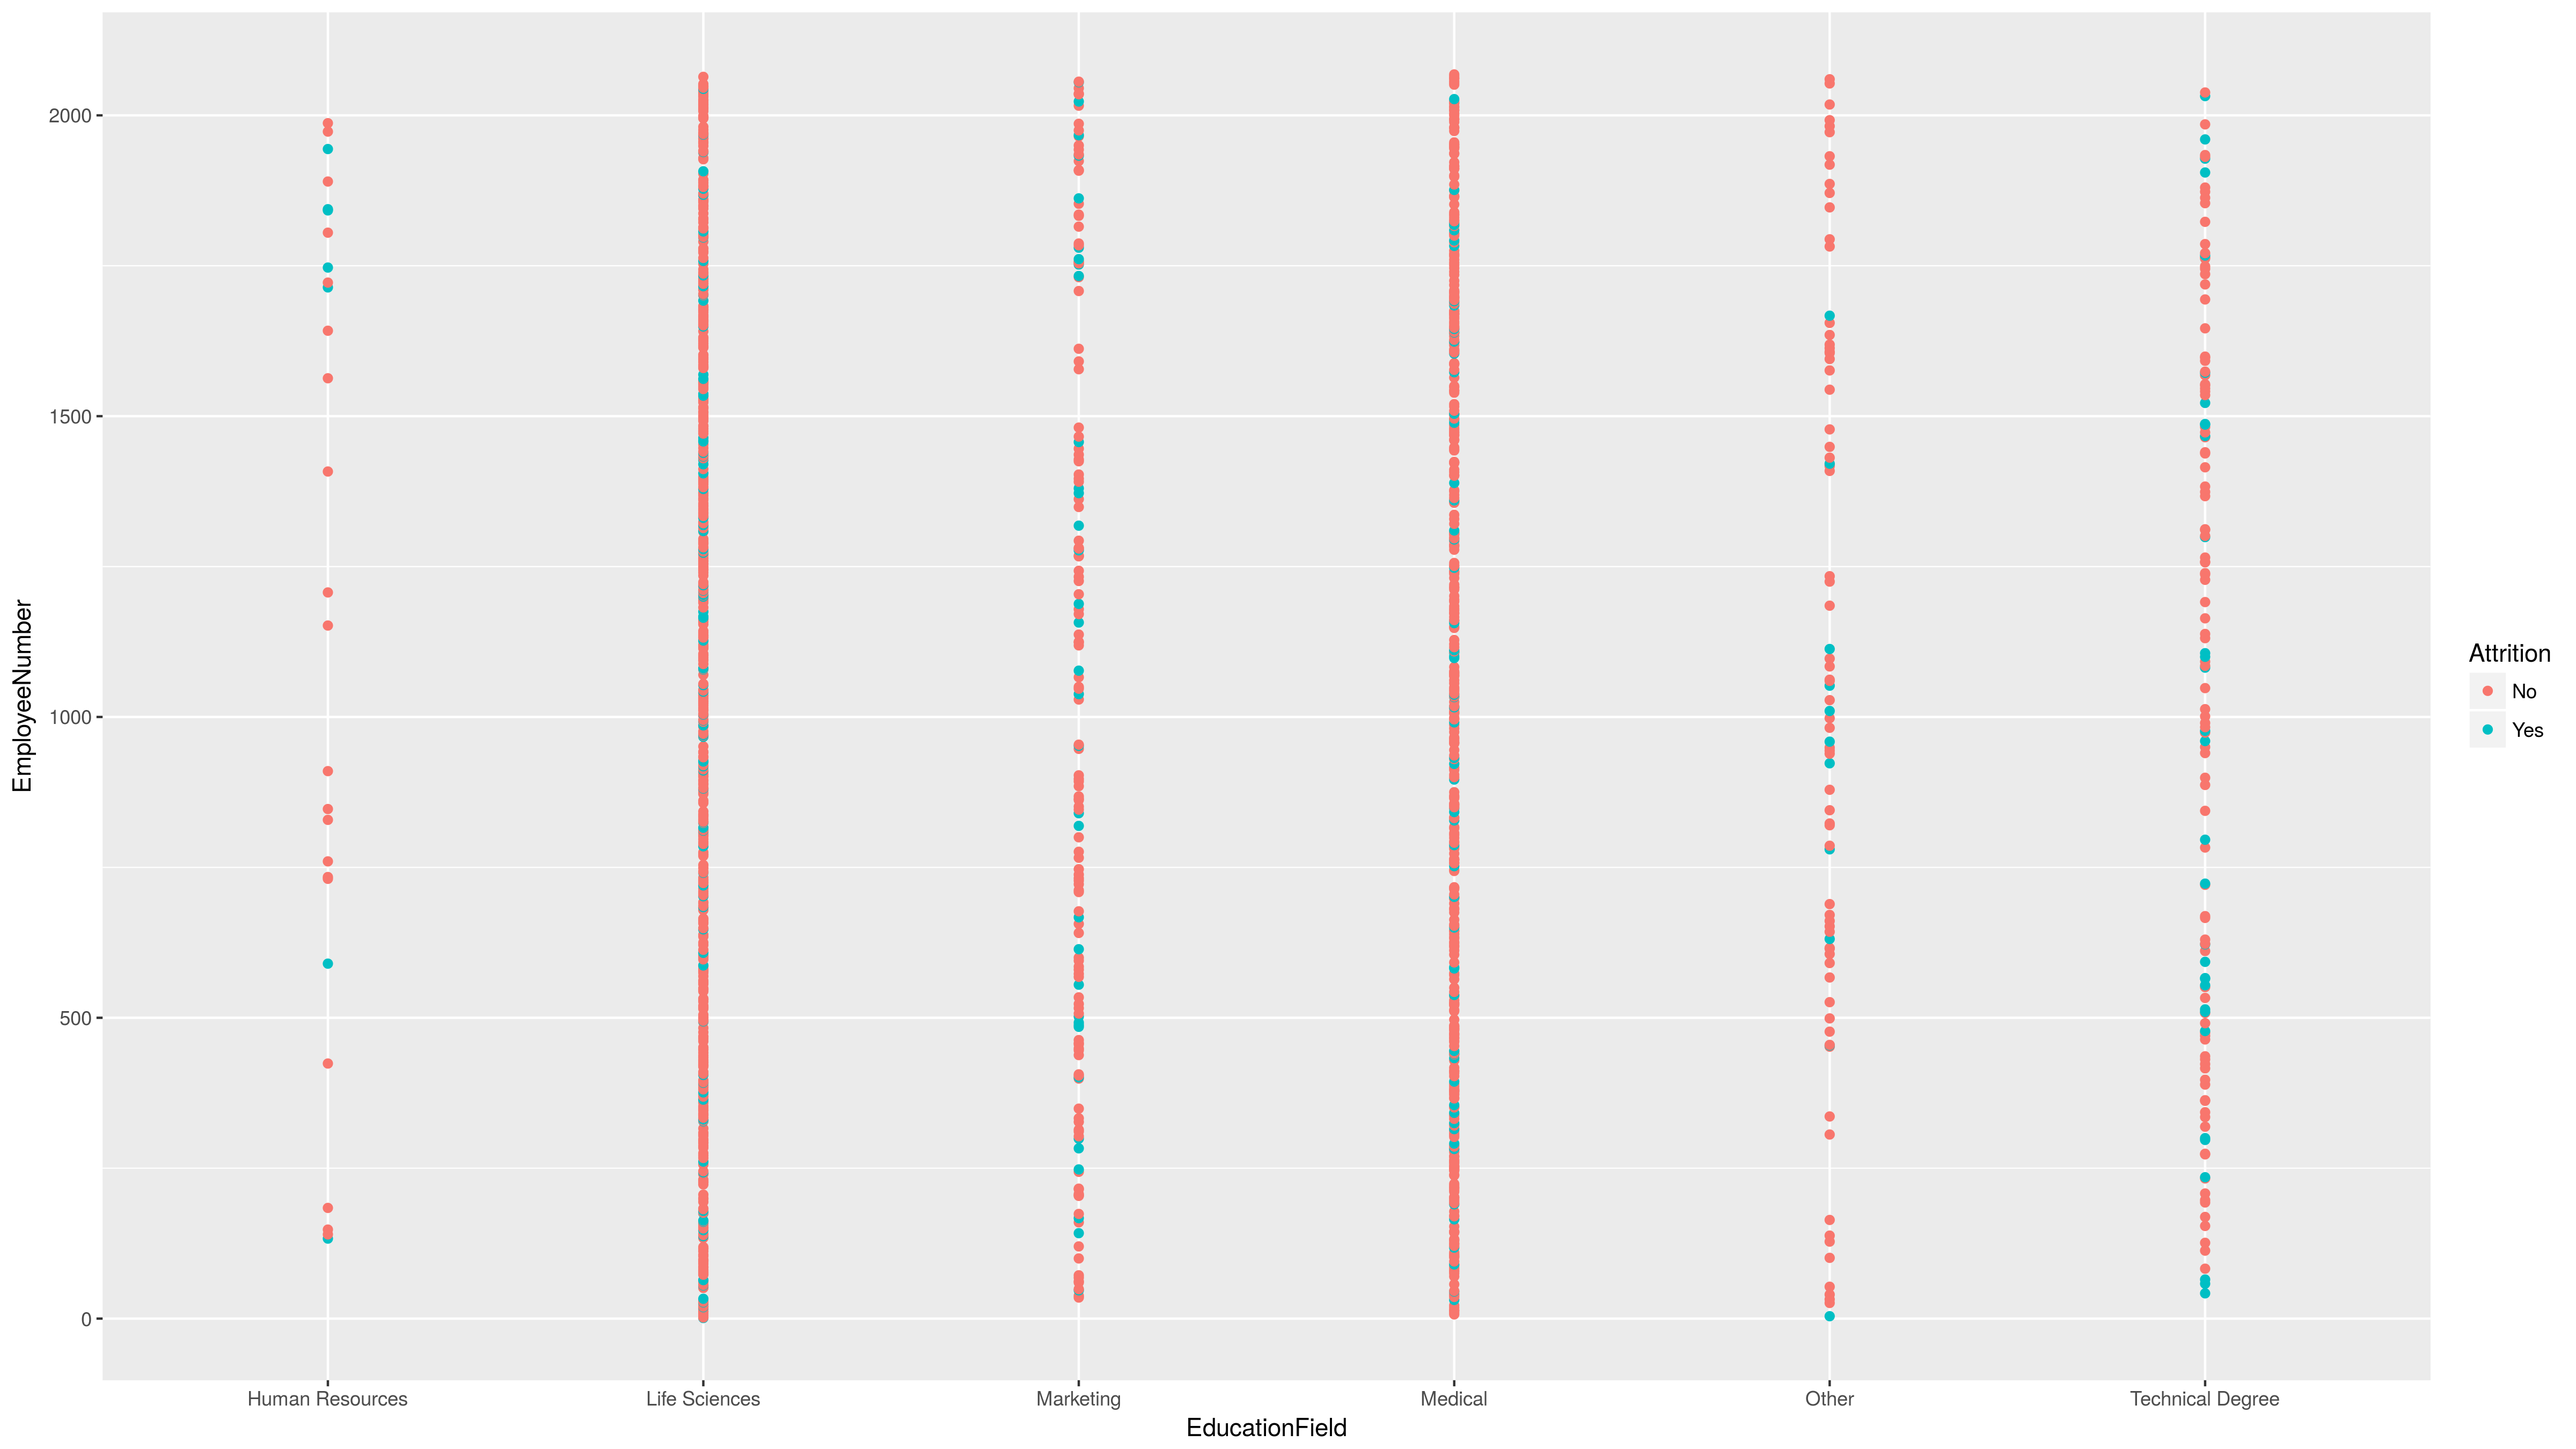 2000
1500
1000
500
0
EmployeeNumber
Human Resources
Life Sciences
Marketing
Medical
Other
Technical Degree
EducationField
Attrition
No
Yes